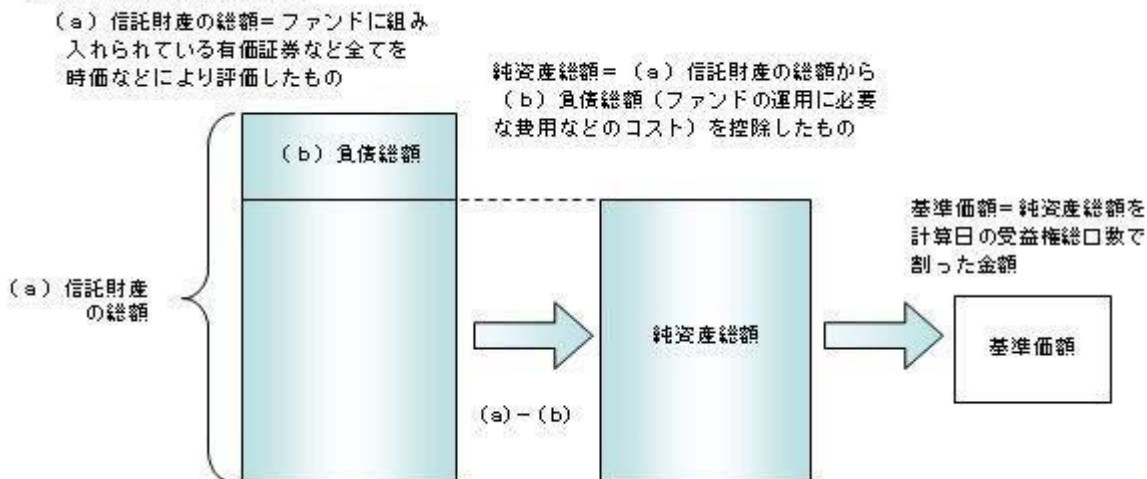 （a）信託財産の総額＝ファンドに組み
入れられている有価証券など全てを
時価などにより評価したもの
純資産総額＝（a）信託財産の総額から
（b）負債総額（ファンドの運用に必要
な費用などのコスト）を控除したもの
（b）負債総額
基準価額＝純資産総額を
計算日の受益権総口数で
割った金額
（a）信託財産
の総額
純資産総額
基準価額
（a）－（b）